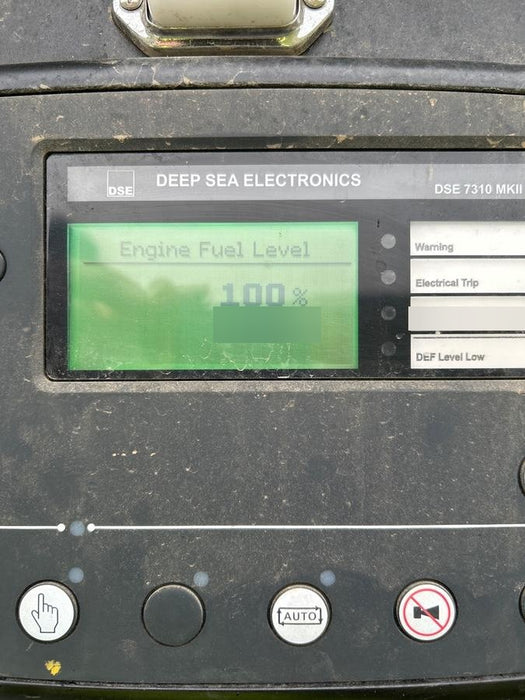 DSE
DEEP SEA ELECTRONICS
DSE 7310 MKII
Engine Fuel Level
100%
Warning
Electrical Trip
DEF Level Low
AUTO